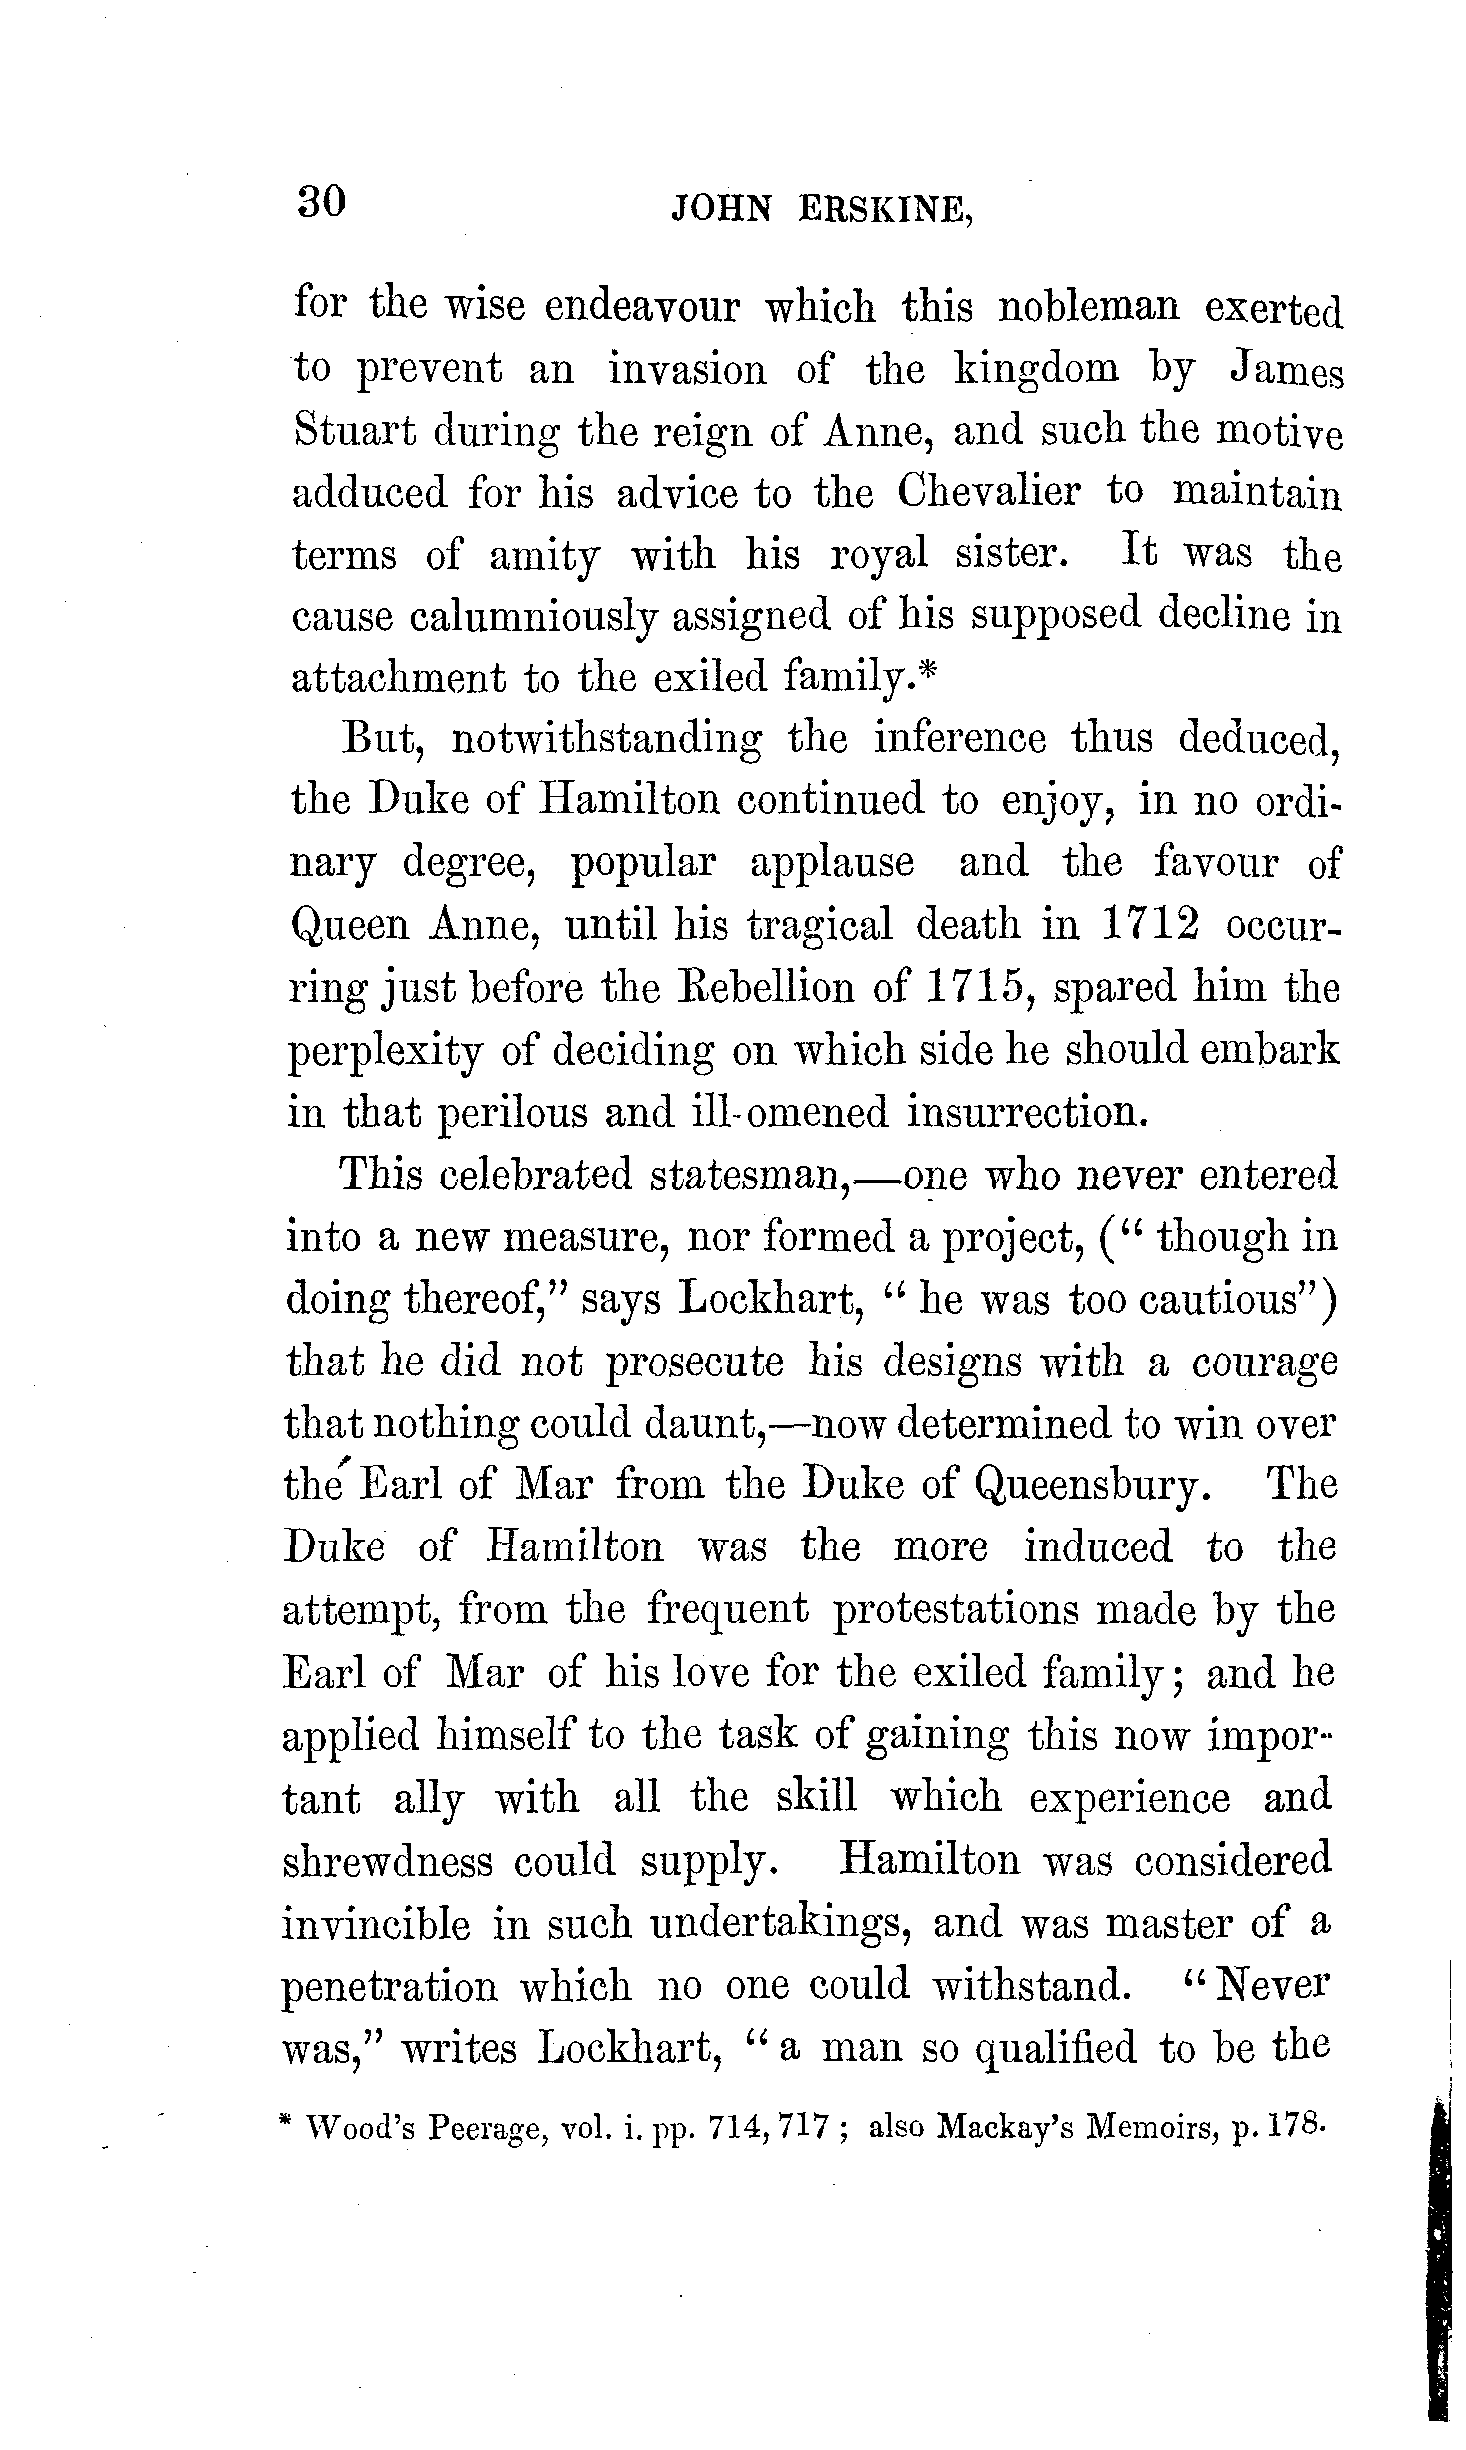 30 JOHN ERSKINE,
for the wise endeavour which this nobleman exerted
to prevent an invasion of the kingdom by James
Stuart during the reign of Anne, and such the motive
adduced for his advice to the Chevalier to maintain
terms of amity with his royal sister. It was the
cause calumniously assigned of his supposed decline in
attachment to the exiled family.*
But, notwithstanding the inference thus deduced,
the Duke of Hamilton continued to enjoy, in no ordi-
nary degree, popular applause and the favour of
Queen Anne, until his tragical death in 1712 occur-
ring just before the Rebellion of 1715, spared him the
perplexity of deciding on which side he should embark
in that perilous and ill-omened insurrection.
This celebrated statesman,—one who never entered
into a new measure, nor formed a project, (" though in
doing thereof," says Lockhart, " he was too cautious")
that he did not prosecute his designs with a courage
that nothing could daunt,—now determined to win over
the Earl of Mar from the Duke of Queensbury. The
Duke of Hamilton was the more induced to the
attempt, from the frequent protestations made by the
Earl of Mar of his love for the exiled family; and he
applied himself to the task of gaining this now impor-
tant ally with all the skill which experience and
shrewdness could supply. Hamilton was considered
invincible in such undertakings, and was master of a
penetration which no one could withstand. "Never
was," writes Lockhart, " a man so qualified to be the
* Wood's Peerage, vol. i. pp. 714, 717 ; also Mackay's Memoirs, p. 178.